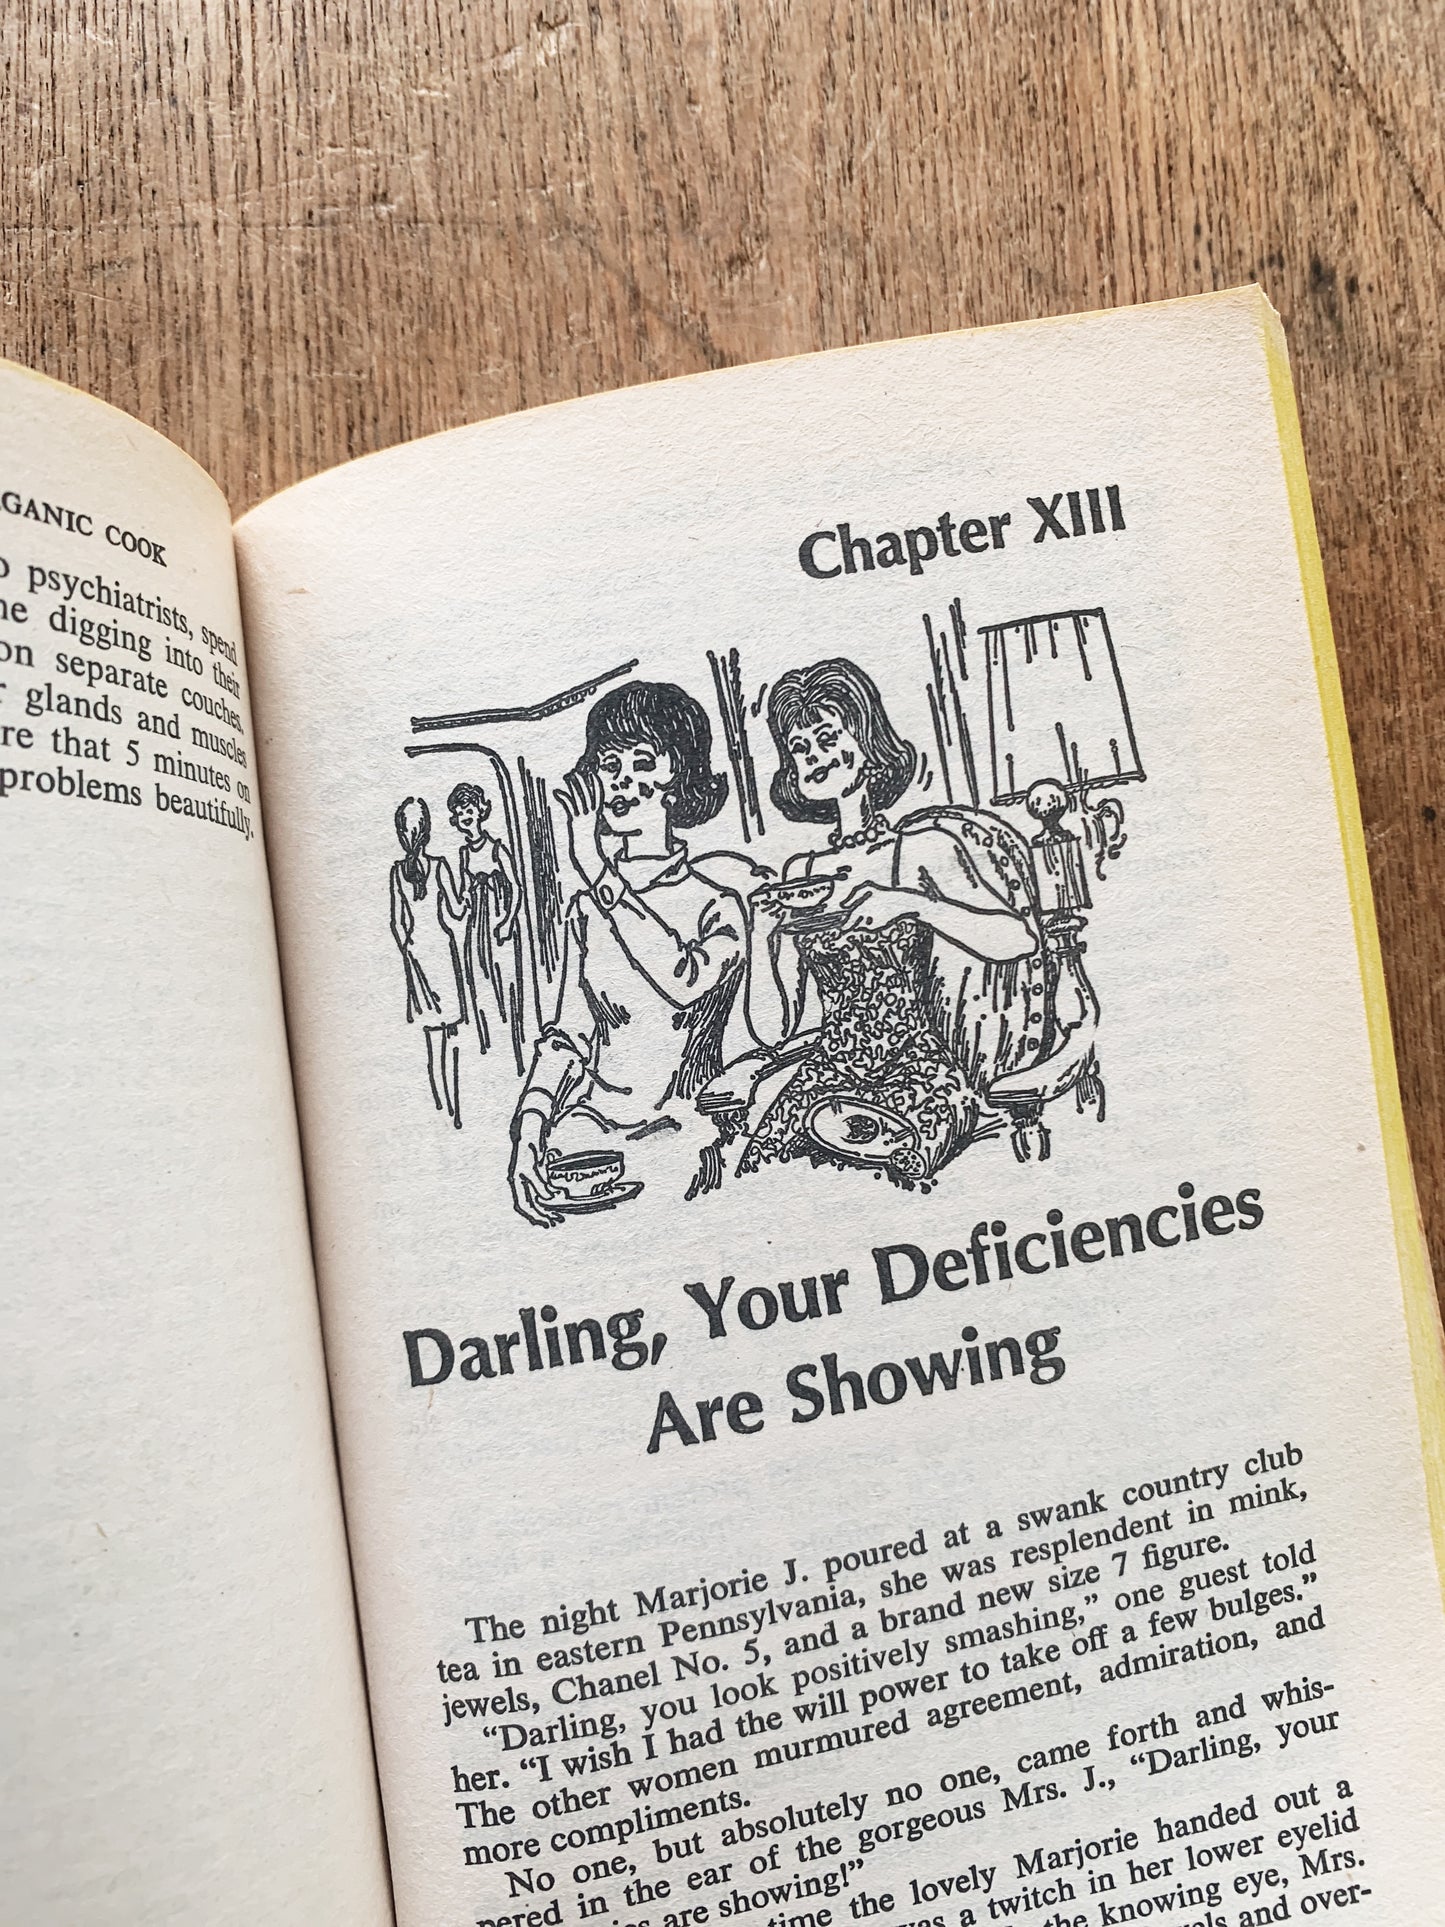 GANIC COOK
psychiatrists, spend
digging into their
on separate couches.
glands and muscles
re that 5 minutes on
problems beautifully.
Chapter XIII
Darling, Your Deficiencies
Are Showing
The night Marjorie J. poured at a swank country club
tea in eastern Pennsylvania, she was resplendent in mink,
jewels, Chanel No. 5, and a brand new size 7 figure.
“Darling, you look positively smashing,” one guest told
her. “I wish I had the will power to take off a few bulges.”
The other women murmured agreement, admiration, and
more compliments.
No one, but absolutely no one, came forth and whis-
pered in the ear of the gorgeous Mrs. J., “Darling, your
are showing!”
time the lovely Marjorie handed out a
was a twitch in her lower eyelid
the knowing eye, Mrs.
and over-